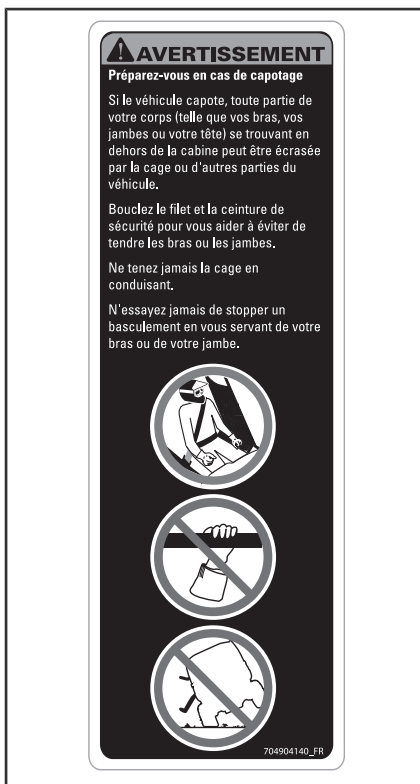 AVERTISSEMENT
Préparez-vous en cas de capotage
Si le véhicule capote, toute partie de
votre corps (telle que vos bras, vos
jambes ou votre tête) se trouvant en
dehors de la cabine peut être écrasée
par la cage ou d'autres parties du
véhicule.
Bouclez le filet et la ceinture de
sécurité pour vous aider à éviter de
tendre les bras ou les jambes.
Ne tenez jamais la cage en
conduisant.
N'essayez jamais de stopper un
basculement en vous servant de votre
bras ou de votre jambe.
704904140_FR